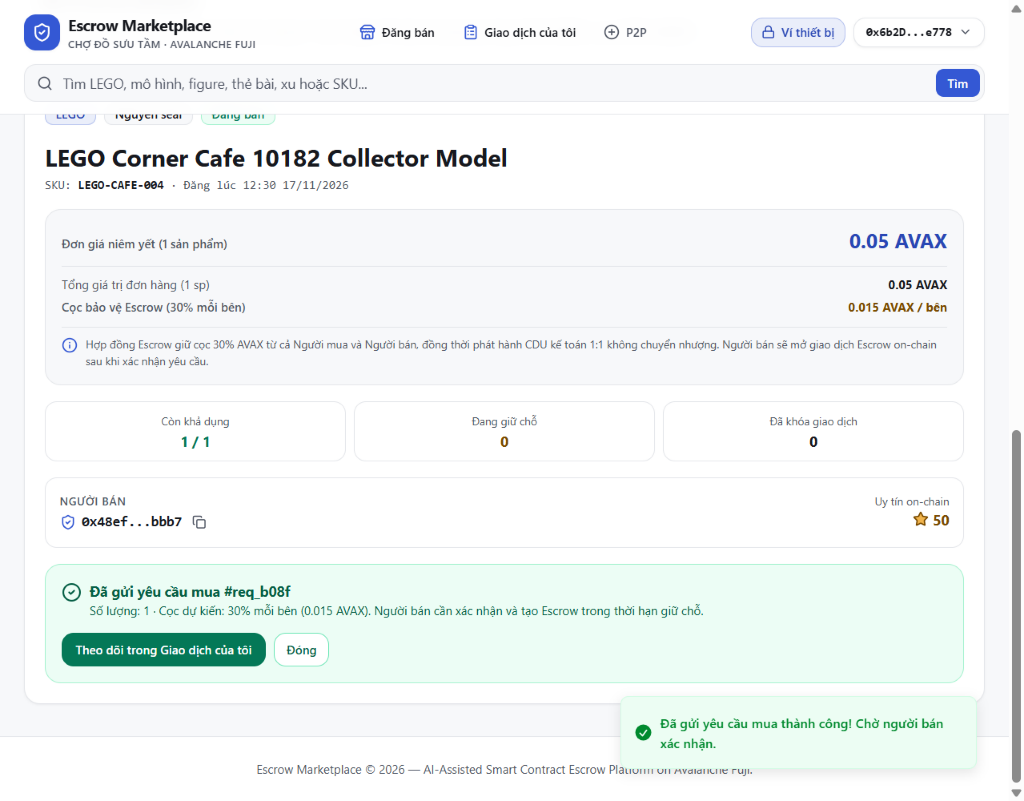 Escrow Marketplace
CHỢ ĐỒ SƯU TẦM · AVALANCHE FUJI
Đăng bán
Giao dịch của tôi
P2P
Ví thiết bị
0x6b2D...e778
Tìm LEGO, mô hình, figure, thẻ bài, xu hoặc SKU...
Tìm
LEGO
Nguyên seal
Đang bán
LEGO Corner Cafe 10182 Collector Model
SKU: LEGO-CAFE-004 · Đăng lúc 12:30 17/11/2026
Đơn giá niêm yết (1 sản phẩm)
0.05 AVAX
Tổng giá trị đơn hàng (1 sp)
0.05 AVAX
Cọc bảo vệ Escrow (30% mỗi bên)
0.015 AVAX / bên
Hợp đồng Escrow giữ cọc 30% AVAX từ cả Người mua và Người bán, đồng thời phát hành CDU kế toán 1:1 không chuyển nhượng. Người bán sẽ mở giao dịch Escrow on-chain
sau khi xác nhận yêu cầu.
Còn khả dụng
1 / 1
Đang giữ chỗ
0
Đã khóa giao dịch
0
NGƯỜI BÁN
0x48ef...bbb7
Uy tín on-chain
50
Đã gửi yêu cầu mua #req_b08f
Số lượng: 1 · Cọc dự kiến: 30% mỗi bên (0.015 AVAX). Người bán cần xác nhận và tạo Escrow trong thời hạn giữ chỗ.
Theo dõi trong Giao dịch của tôi
Đóng
Đã gửi yêu cầu mua thành công! Chờ người bán
xác nhận.
Escrow Marketplace © 2026 — AI-Assisted Smart Contract Escrow Platform on Avalanche Fuji.